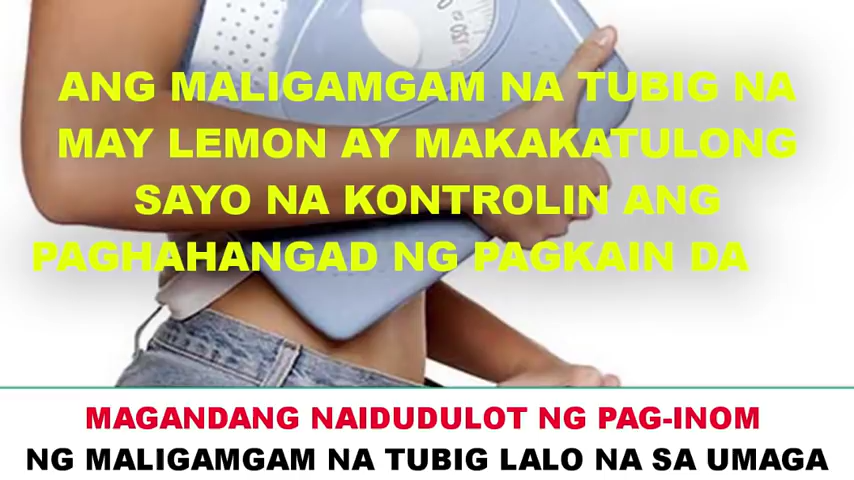 ANG MALIGAMGAM NA TUBIG NA
MAY LEMON AY MAKAKATULONG
SAYO NA KONTROLIN ANG
PAGHAHANGAD NG PAGKAIN DA
MAGANDANG NAIDUDULOT NG PAG-INOM
NG MALIGAMGAM NA TUBIG LALO NA SA UMAGA